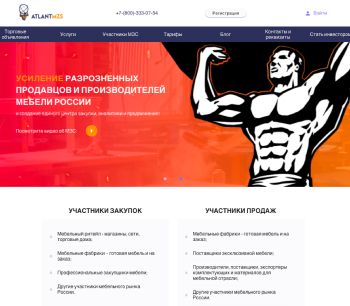 ATLANTMZS
+7-(800)-333-07-54
Регистрация
Войти
Торговые объявления
Услуги
Участники МЗС
Тарифы
Блог
Контакты и реквизиты
Стать инвестором
УСИЛЕНИЕ РАЗРОЗНЕННЫХ
ПРОДАВЦОВ И ПРОИЗВОДИТЕЛЕЙ
МЕБЕЛИ РОССИИ
и создание единого центра закупки, аналитики и продвижения!
Посмотрите видео об МЗС:
УЧАСТНИКИ ЗАКУПОК
Мебельный ритейл - магазины, сети,
торговые дома;
Мебельные фабрики – готовая мебель и на
заказ;
Профессиональные закупщики мебели;
Другие участники мебельного рынка
России.
УЧАСТНИКИ ПРОДАЖ
Мебельные фабрики – готовая мебель и на
заказ;
Поставщики эксклюзивной мебели;
Производители, поставщики, экспортеры
комплектующих и материалов для
мебельной отрасли;
Другие участники мебельного рынка
России.